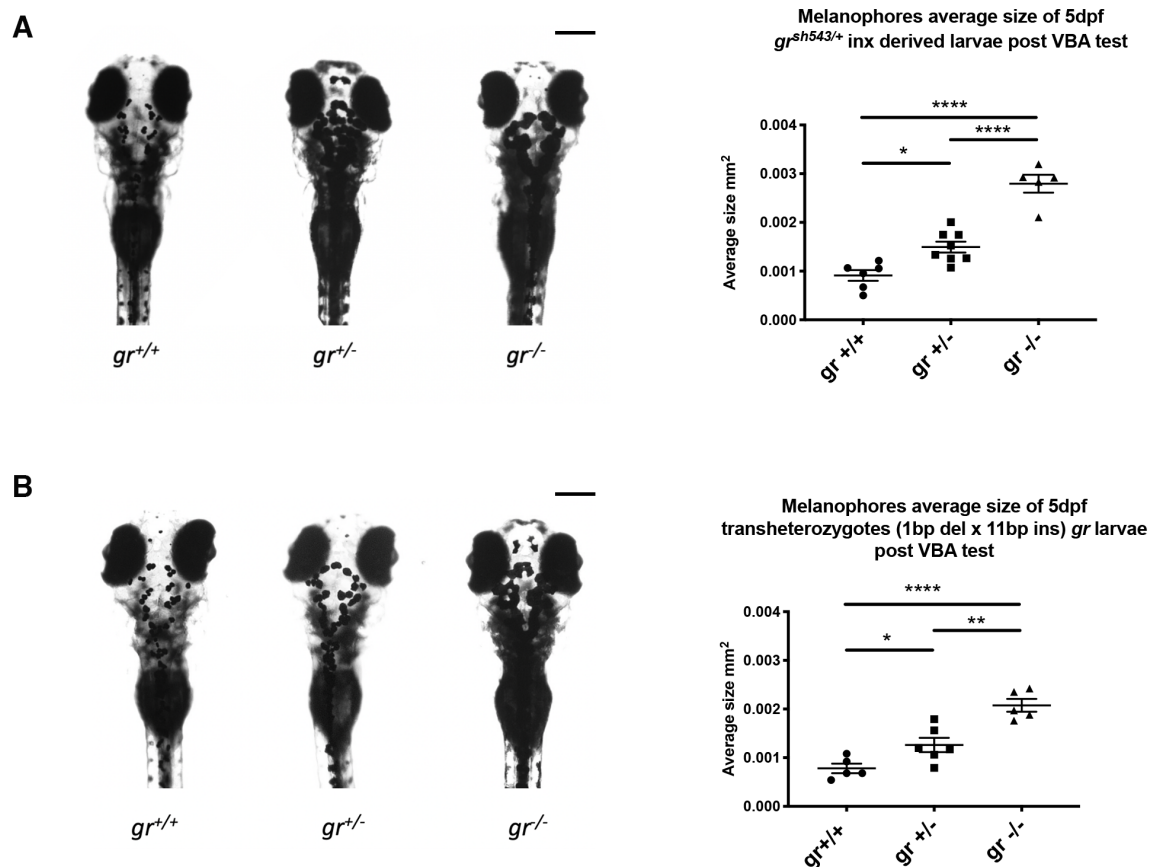 A
gr+/+
gr+/-
gr-/-
Melanophores average size of 5dpf
grsh543/+ inx derived larvae post VBA test
****
****
*
0.004
0.003
0.002
0.001
0.000
Average size mm2
gr +/+
gr +/-
gr -/-
B
gr+/+
gr+/-
gr-/-
Melanophores average size of 5dpf
transheterozygotes (1bp del x 11bp ins) gr larvae
post VBA test
****
**
*
0.004
0.003
0.002
0.001
0.000
Average size mm2
gr+/+
gr +/-
gr -/-